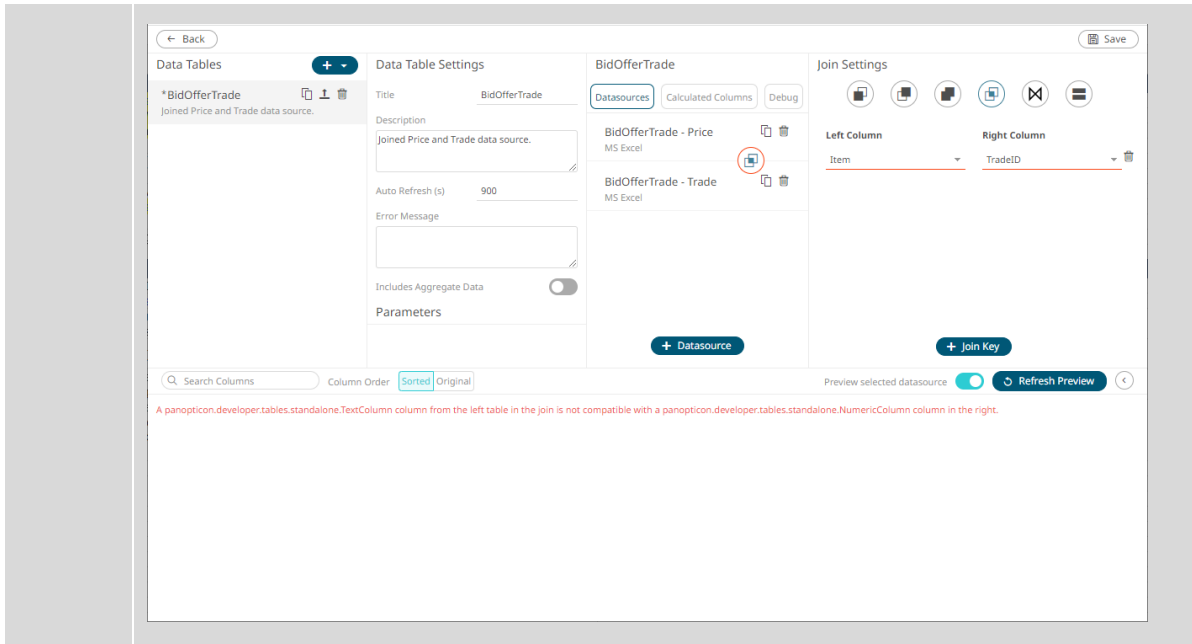 ← Back
Save
Data Tables
+
*BidOfferTrade
Joined Price and Trade data source.
Data Table Settings
Title BidOfferTrade
Description
Joined Price and Trade data source.
Auto Refresh (s) 900
Error Message
Includes Aggregate Data
Parameters
BidOfferTrade
Datasources Calculated Columns Debug
BidOfferTrade - Price
MS Excel
BidOfferTrade - Trade
MS Excel
+ Datasource
Join Settings
Left Column Right Column
Item TradeID
+ Join Key
Search Columns Column Order Sorted Original Preview selected datasource Refresh Preview
A panopticon.developer.tables.standalone.TextColumn column from the left table in the join is not compatible with a panopticon.developer.tables.standalone.NumericColumn column in the right.